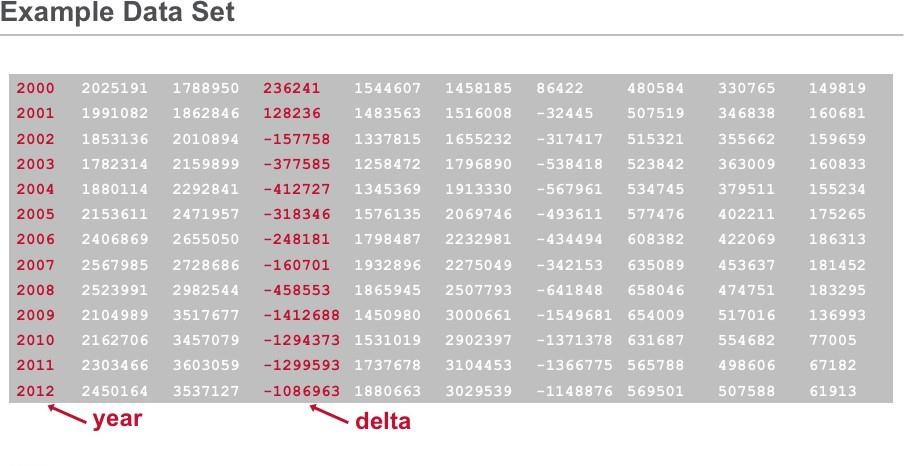 Example Data Set
2000 2025191 1788950 236241 1544607 1458185 86422 480584 330765 149819
2001 1991082 1862846 128236 1483563 1516008 -32445 507519 346838 160681
2002 1853136 2010894 -157758 1337815 1655232 -317417 515321 355662 159659
2003 1782314 2159899 -377585 1258472 1796890 -538418 523842 363009 160833
2004 1880114 2292841 -412727 1345369 1913330 -567961 534745 379511 155234
2005 2153611 2471957 -318346 1576135 2069746 -493611 577476 402211 175265
2006 2406869 2655050 -248181 1798487 2232981 -434494 608382 422069 186313
2007 2567985 2728686 -160701 1932896 2275049 -342153 635089 453637 181452
2008 2523991 2982544 -458553 1865945 2507793 -641848 658046 474751 183295
2009 2104989 3517677 -1412688 1450980 3000661 -1549681 654009 517016 136993
2010 2162706 3457079 -1294373 1531019 2902397 -1371378 631687 554682 77005
2011 2303466 3603059 -1299593 1737678 3104453 -1366775 565788 498606 67182
2012 2450164 3537127 -1086963 1880663 3029539 -1148876 569501 507588 61913
year delta